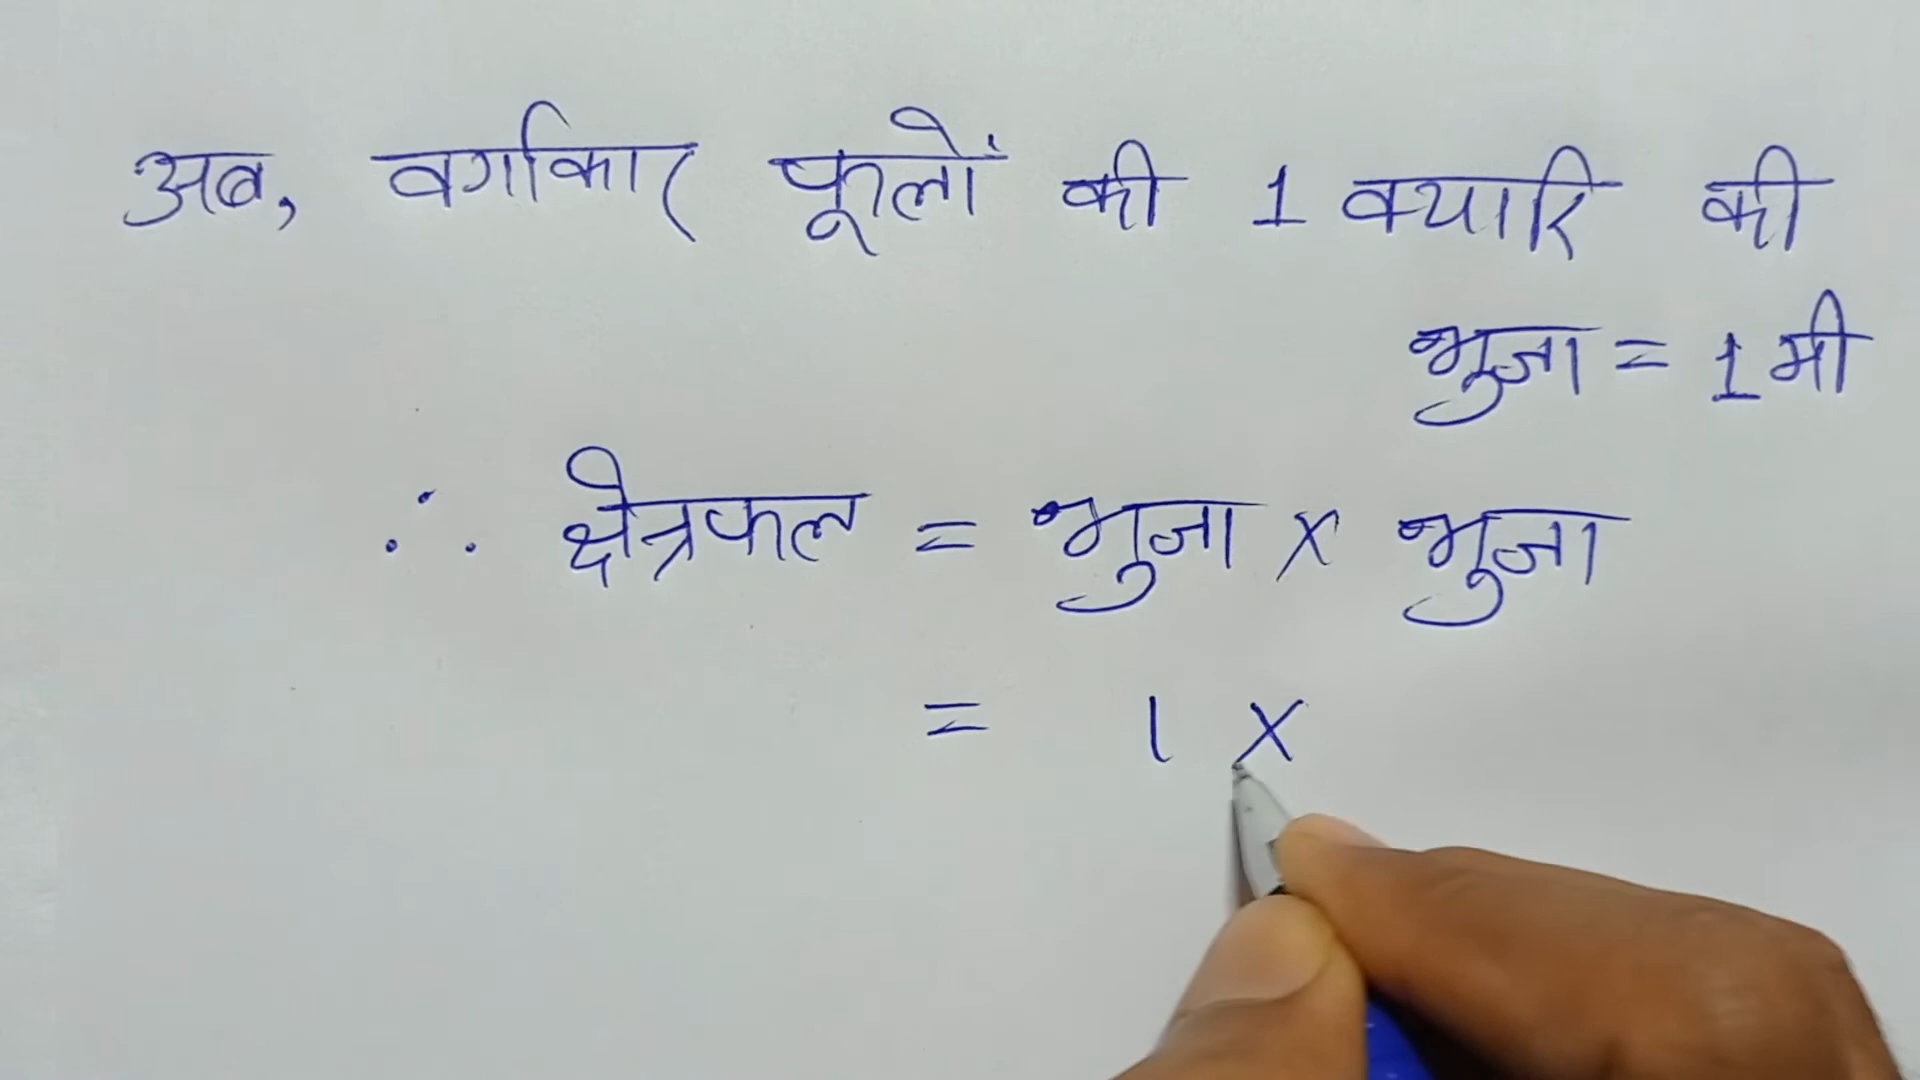 अब, वर्गाकार फूलों की 1 क्यारि की
भुजा = 1 मी
∴ क्षेत्रफल = भुजा × भुजा
= 1 ×